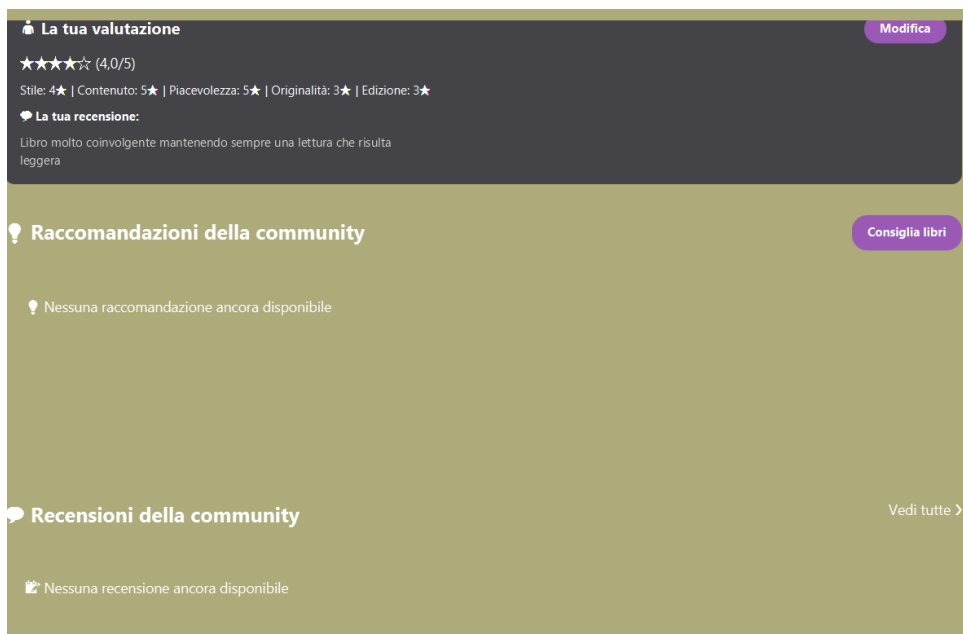 La tua valutazione
Modifica
★★★★☆ (4,0/5)
Stile: 4★ | Contenuto: 5★ | Piacevolezza: 5★ | Originalità: 3★ | Edizione: 3★
La tua recensione:
Libro molto coinvolgente mantenendo sempre una lettura che risulta
leggera
Raccomandazioni della community
Consiglia libri
Nessuna raccomandazione ancora disponibile
Recensioni della community
Vedi tutte
Nessuna recensione ancora disponibile